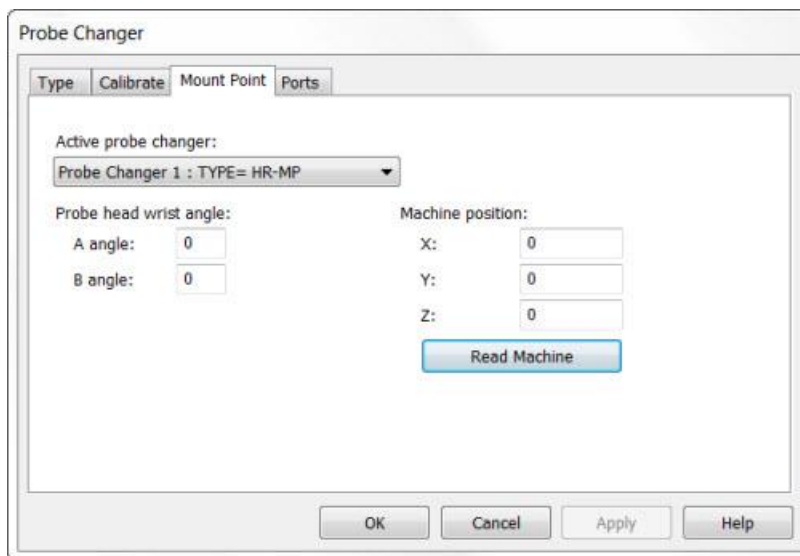 Probe Changer
Type Calibrate Mount Point Ports
Active probe changer:
Probe Changer 1 : TYPE= HR-MP
Probe head wrist angle: Machine position:
A angle: 0 X: 0
B angle: 0 Y: 0
Z: 0
Read Machine
OK Cancel Apply Help